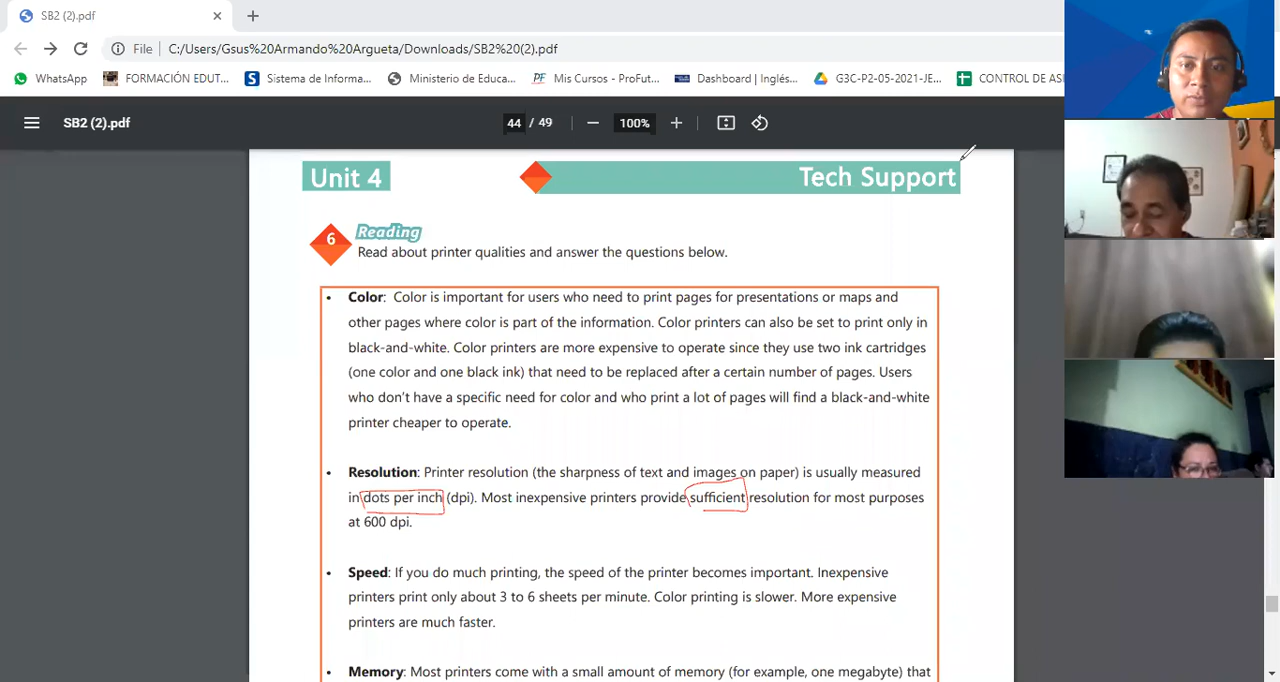 SB2 (2).pdf
File C:/Users/Gsus%20Armando%20Argueta/Downloads/SB2%20(2).pdf
WhatsApp FORMACIÓN EDUT... Sistema de Informa... Ministerio de Educa... Mis Cursos - ProFut... Dashboard | Inglés,... G3C-P2-05-2021-JE... CONTROL DE AS
SB2 (2).pdf 44 / 49 100%
Unit 4 Tech Support
6 Reading
Read about printer qualities and answer the questions below.
• Color: Color is important for users who need to print pages for presentations or maps and
other pages where color is part of the information. Color printers can also be set to print only in
black-and-white. Color printers are more expensive to operate since they use two ink cartridges
(one color and one black ink) that need to be replaced after a certain number of pages. Users
who don't have a specific need for color and who print a lot of pages will find a black-and-white
printer cheaper to operate.
• Resolution: Printer resolution (the sharpness of text and images on paper) is usually measured
in dots per inch (dpi). Most inexpensive printers provide sufficient resolution for most purposes
at 600 dpi.
• Speed: If you do much printing, the speed of the printer becomes important. Inexpensive
printers print only about 3 to 6 sheets per minute. Color printing is slower. More expensive
printers are much faster.
• Memory: Most printers come with a small amount of memory (for example, one megabyte) that